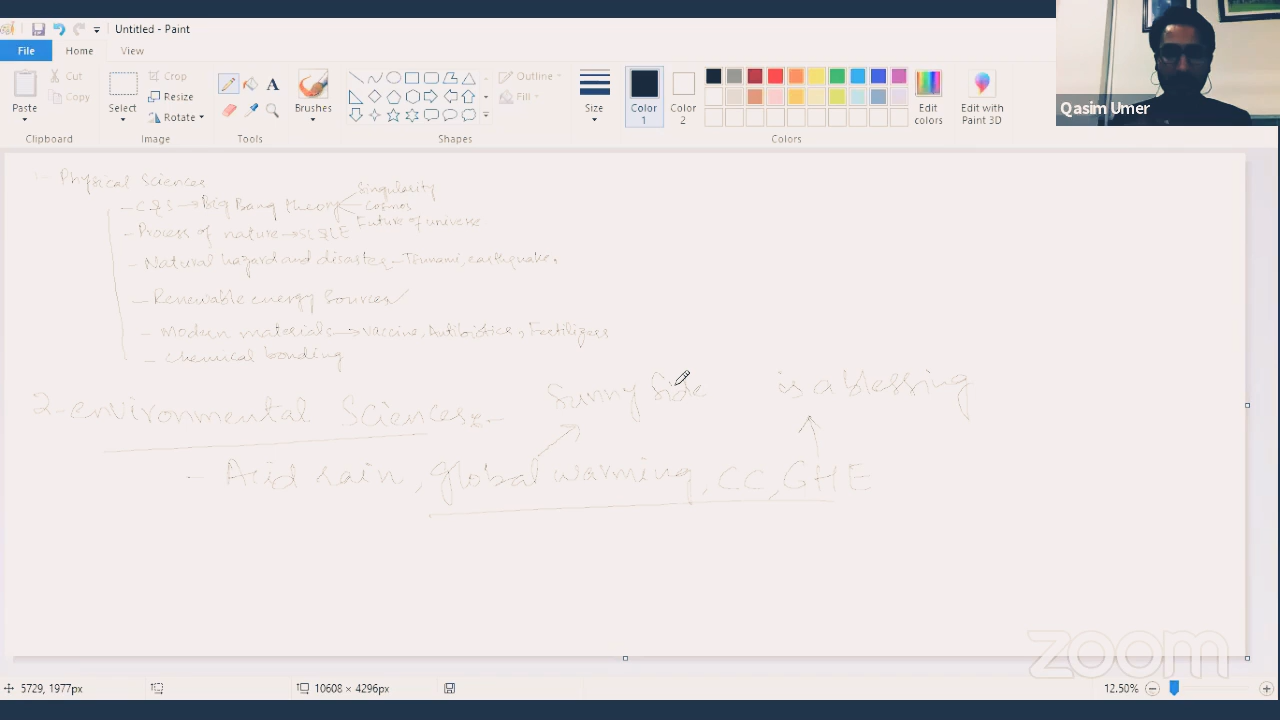 Untitled - Paint
File Home View
Paste
Cut
Copy
Clipboard
Select
Crop
Resize
Rotate
Image
Tools
Brushes
Shapes
Outline
Fill
Size
Color 1
Color 2
Colors
Edit colors
Edit with Paint 3D
Qasim Umer
1- Physical Sciences
- C&S → Big Bang theory
Singularity
Cosmos
Future of universe
- Process of nature →
- Natural hazard and disaster - Tsunami, earthquake.
- Renewable energy Sources
- Modern materials → vaccine, Antibiotics, Fertilizers
- Chemical bonding
2- environmental Sciences:-
Sunny Side is a blessing
- Acid rain, global warming, CC, GHE
zoom
5729, 1977px
10608 × 4296px
12.50%